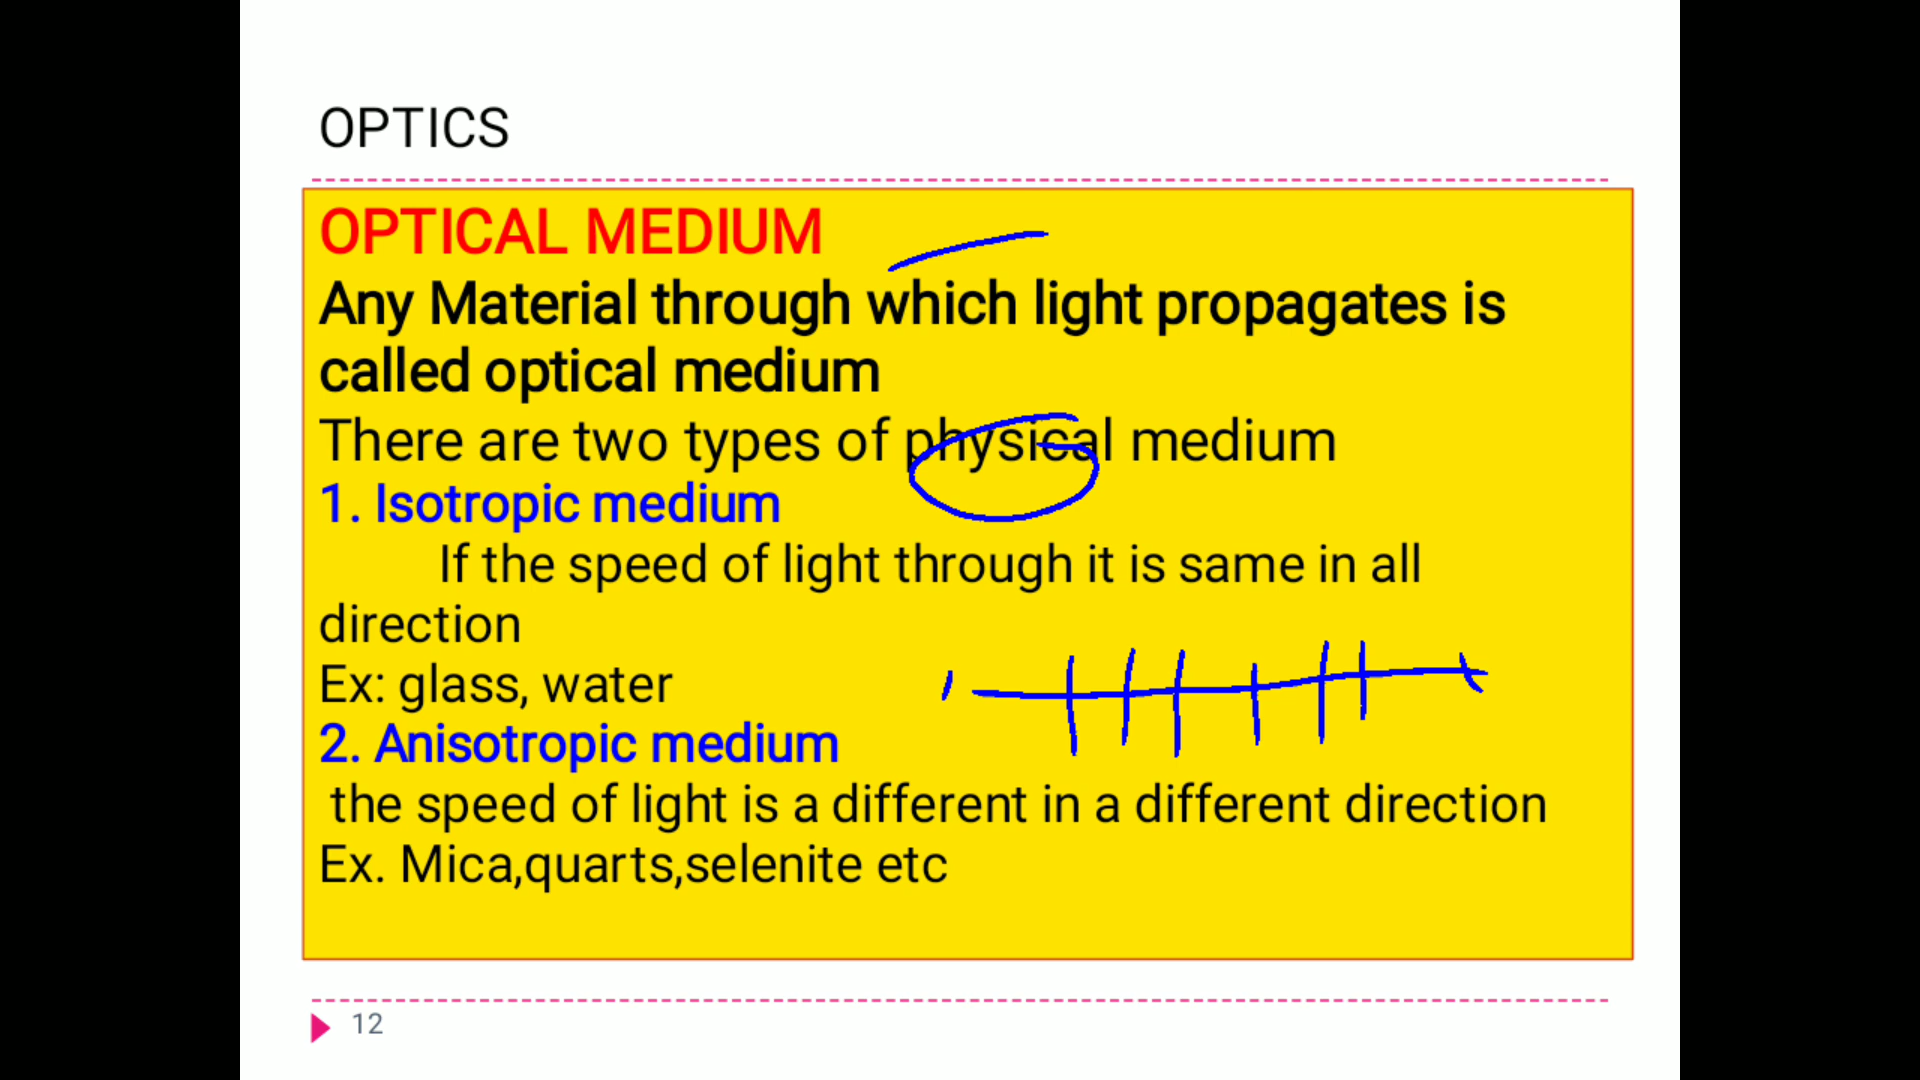 OPTICS
OPTICAL MEDIUM
Any Material through which light propagates is
called optical medium
There are two types of physical medium
1. Isotropic medium
If the speed of light through it is same in all
direction
Ex: glass, water
2. Anisotropic medium
the speed of light is a different in a different direction
Ex. Mica,quarts,selenite etc
12